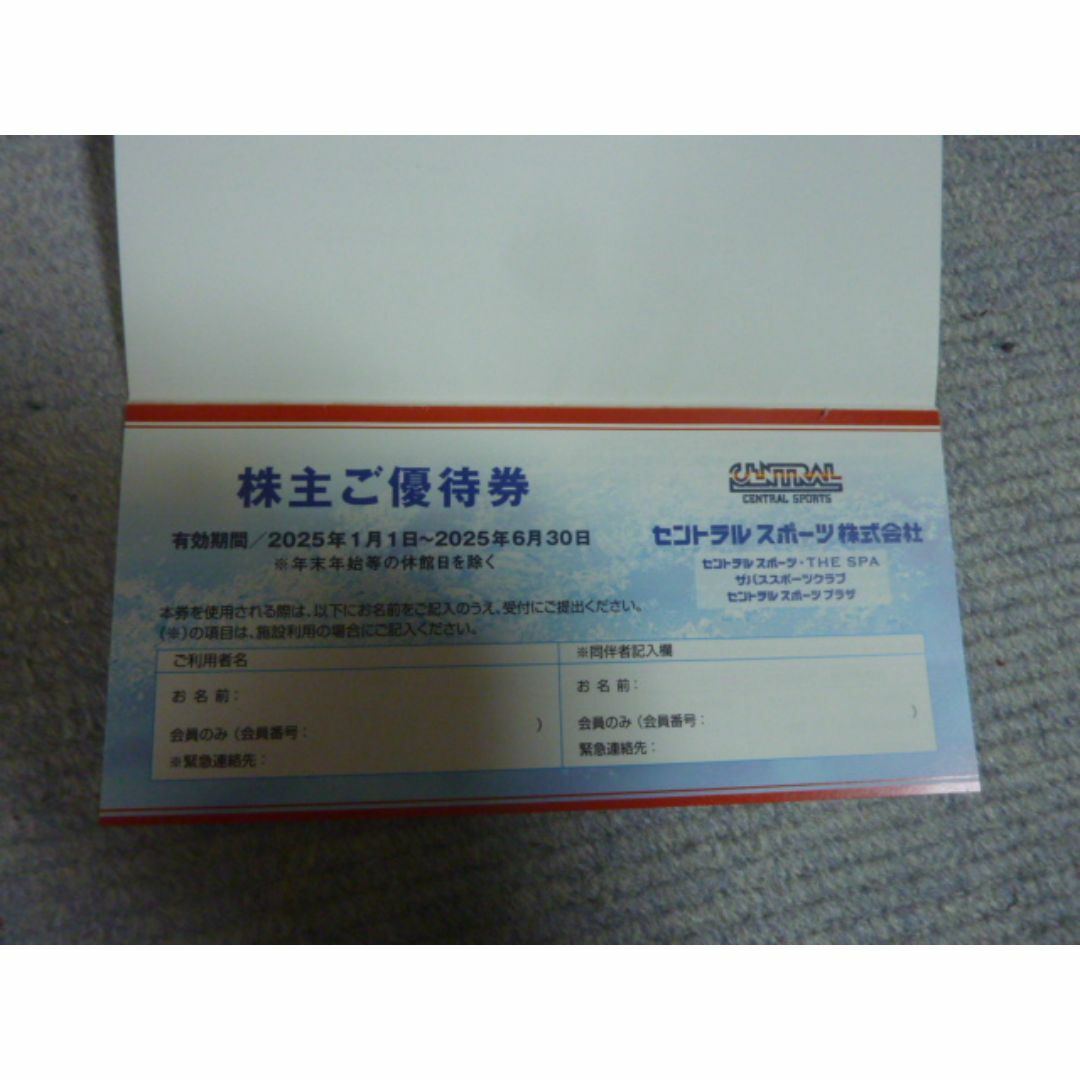 株主ご優待券
有効期間／2025年1月1日～2025年6月30日
※年末年始等の休館日を除く
CENTRAL
CENTRAL SPORTS
セントラルスポーツ株式会社
セントラルスポーツ・THE SPA
ザバススポーツクラブ
セントラルスポーツプラザ
本券を使用される際は、以下にお名前をご記入のうえ、受付にご提出ください。
（※）の項目は、施設利用の場合にご記入ください。
ご利用者名
お名前：
会員のみ（会員番号： ）
※緊急連絡先：
※同伴者記入欄
お名前：
会員のみ（会員番号： ）
緊急連絡先：